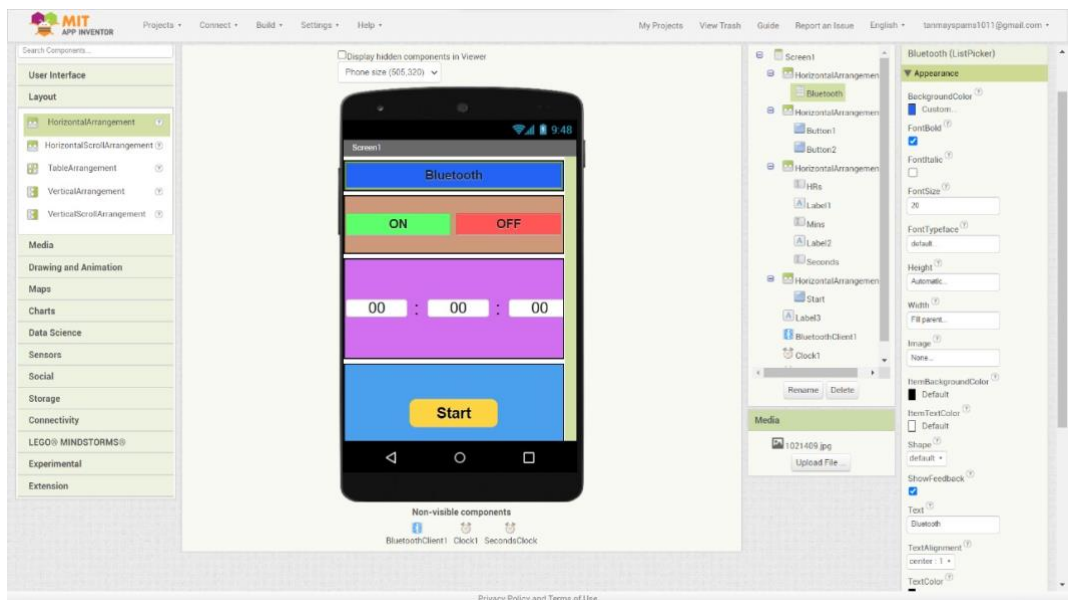 MIT
APP INVENTOR
Projects
Connect
Build
Settings
Help
My Projects
View Trash
Guide
Report an Issue
English
tanmayspams1011@gmail.com
Search Components...
User Interface
Layout
HorizontalArrangement
HorizontalScrollArrangement
TableArrangement
VerticalArrangement
VerticalScrollArrangement
Media
Drawing and Animation
Maps
Charts
Data Science
Sensors
Social
Storage
Connectivity
LEGO® MINDSTORMS®
Experimental
Extension
Display hidden components in Viewer
Phone size (505,320)
9:48
Screen1
Bluetooth
ON
OFF
00 : 00 : 00
Start
Non-visible components
BluetoothClient1 Clock1 SecondsClock
Screen1
HorizontalArrangemen
Bluetooth
HorizontalArrangemen
Button1
Button2
HorizontalArrangemen
HRs
Label1
Mins
Label2
Seconds
HorizontalArrangemen
Start
Label3
BluetoothClient1
Clock1
Rename
Delete
Media
1021409.jpg
Upload File ...
Bluetooth (ListPicker)
Appearance
BackgroundColor
Custom...
FontBold
FontItalic
FontSize
20
FontTypeface
default...
Height
Automatic...
Width
Fill parent...
Image
None...
ItemBackgroundColor
Default
ItemTextColor
Default
Shape
default
ShowFeedback
Text
Bluetooth
TextAlignment
center : 1
TextColor
Privacy Policy and Terms of Use